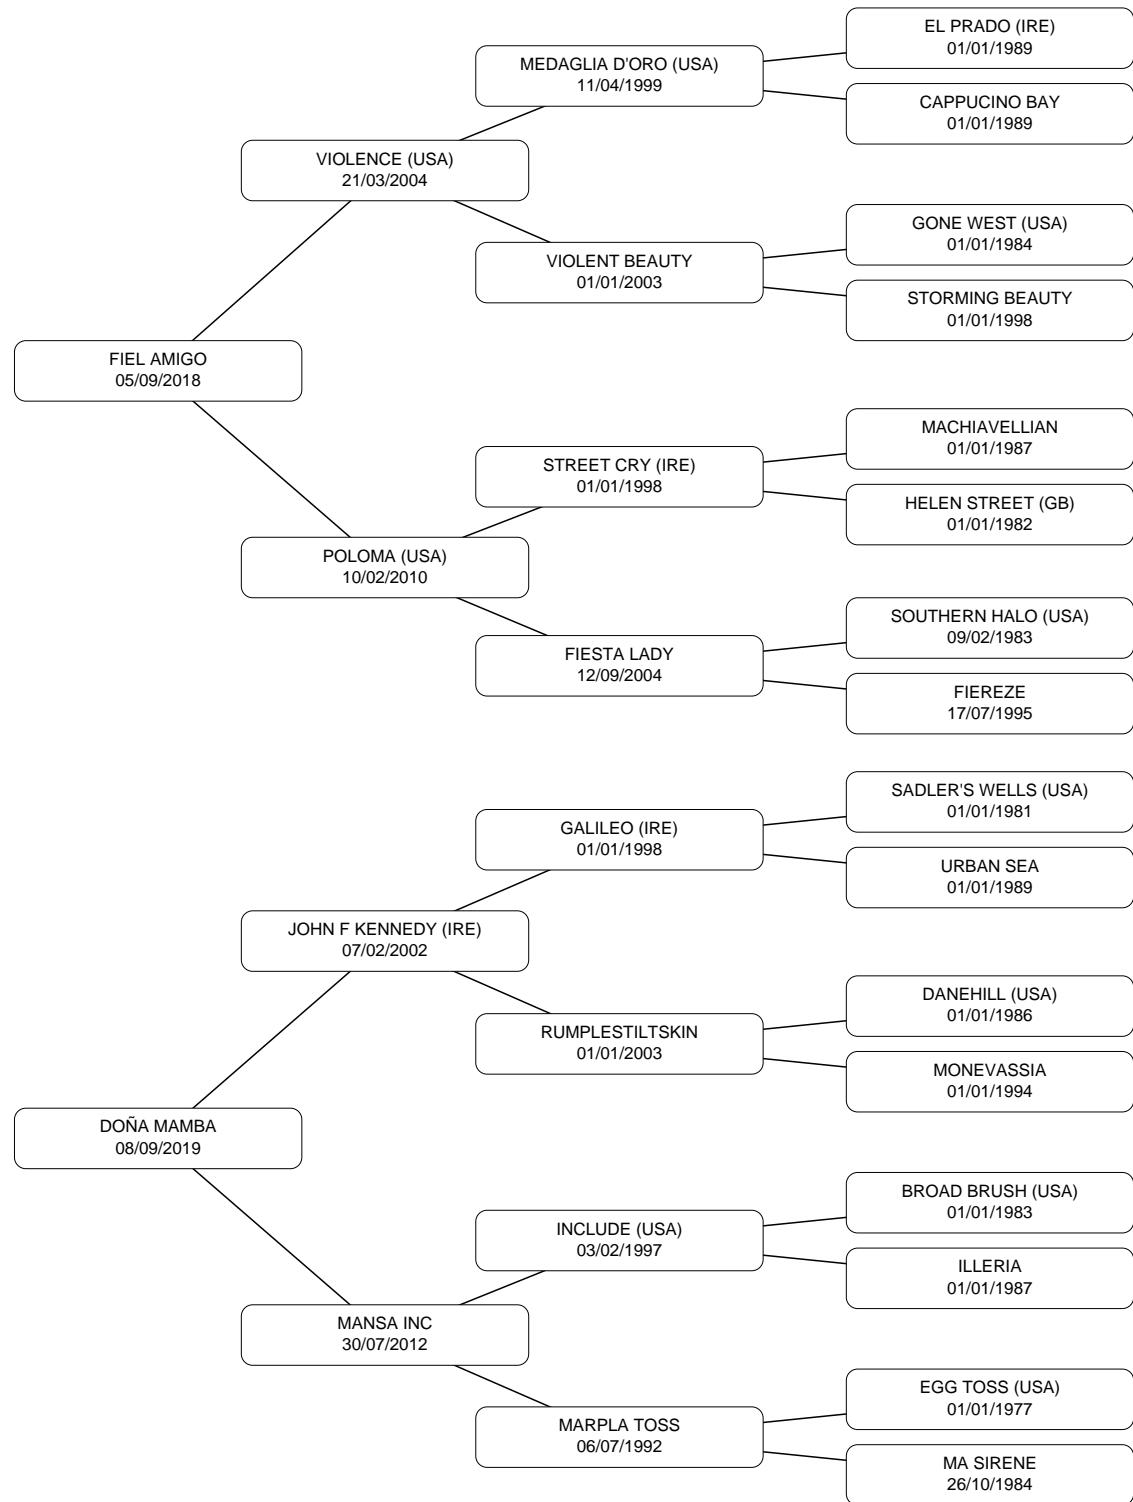 EL PRADO (IRE)
01/01/1989
MEDAGLIA D'ORO (USA)
11/04/1999
CAPPUCINO BAY
01/01/1989
VIOLENCE (USA)
21/03/2004
GONE WEST (USA)
01/01/1984
VIOLENT BEAUTY
01/01/2003
STORMING BEAUTY
01/01/1998
FIEL AMIGO
05/09/2018
MACHIAVELLIAN
01/01/1987
STREET CRY (IRE)
01/01/1998
HELEN STREET (GB)
01/01/1982
POLOMA (USA)
10/02/2010
SOUTHERN HALO (USA)
09/02/1983
FIESTA LADY
12/09/2004
FIEREZE
17/07/1995
SADLER'S WELLS (USA)
01/01/1981
GALILEO (IRE)
01/01/1998
URBAN SEA
01/01/1989
JOHN F KENNEDY (IRE)
07/02/2002
DANEHILL (USA)
01/01/1986
RUMPLESTILTSKIN
01/01/2003
MONEVASSIA
01/01/1994
DOÑA MAMBA
08/09/2019
BROAD BRUSH (USA)
01/01/1983
INCLUDE (USA)
03/02/1997
ILLERIA
01/01/1987
MANSA INC
30/07/2012
EGG TOSS (USA)
01/01/1977
MARPLA TOSS
06/07/1992
MA SIRENE
26/10/1984